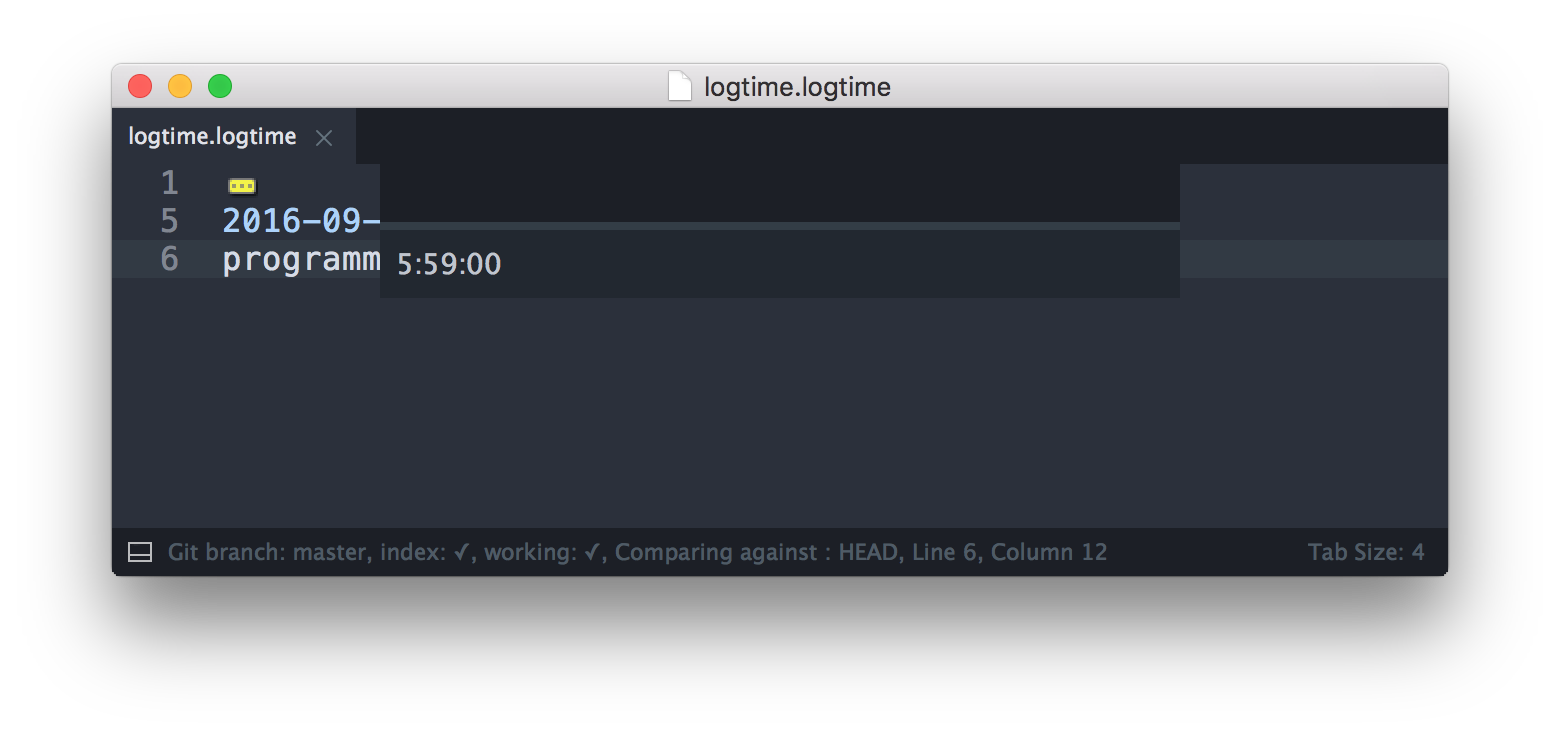 logtime.logtime
logtime.logtime
1
5 2016-09-
6 programm
5:59:00
Git branch: master, index: ✓, working: ✓, Comparing against : HEAD, Line 6, Column 12 Tab Size: 4